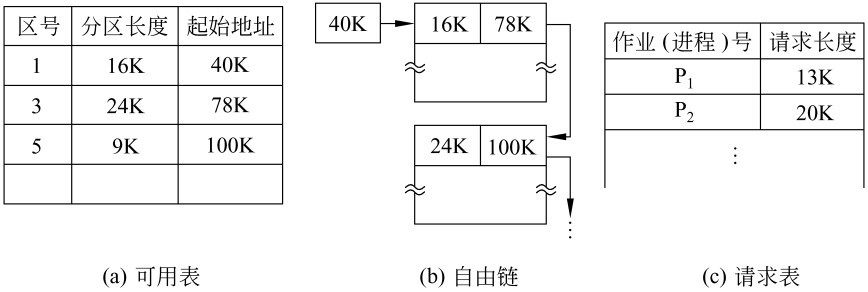 区号 分区长度 起始地址
1 16K 40K
3 24K 78K
5 9K 100K
(a) 可用表
40K 16K 78K
24K 100K
⋮
(b) 自由链
作业(进程)号 请求长度
P₁ 13K
P₂ 20K
⋮
(c) 请求表